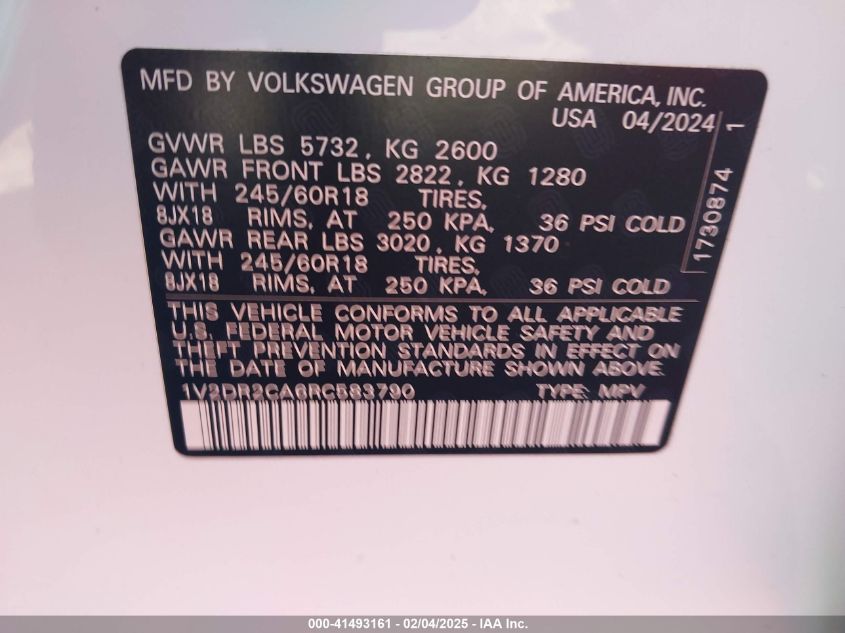 MFD BY VOLKSWAGEN GROUP OF AMERICA, INC.
USA 04/2024
GVWR LBS 5732, KG 2600
GAWR FRONT LBS 2822, KG 1280
WITH 245/60R18 TIRES,
8JX18 RIMS, AT 250 KPA, 36 PSI COLD
GAWR REAR LBS 3020, KG 1370
WITH 245/60R18 TIRES,
8JX18 RIMS, AT 250 KPA, 36 PSI COLD
THIS VEHICLE CONFORMS TO ALL APPLICABLE
U.S. FEDERAL MOTOR VEHICLE SAFETY AND
THEFT PREVENTION STANDARDS IN EFFECT ON
THE DATE OF MANUFACTURE SHOWN ABOVE.
1V2DR2CA6RC583790 TYPE: MPV
1730874 1
000-41493161 - 02/04/2025 - IAA Inc.